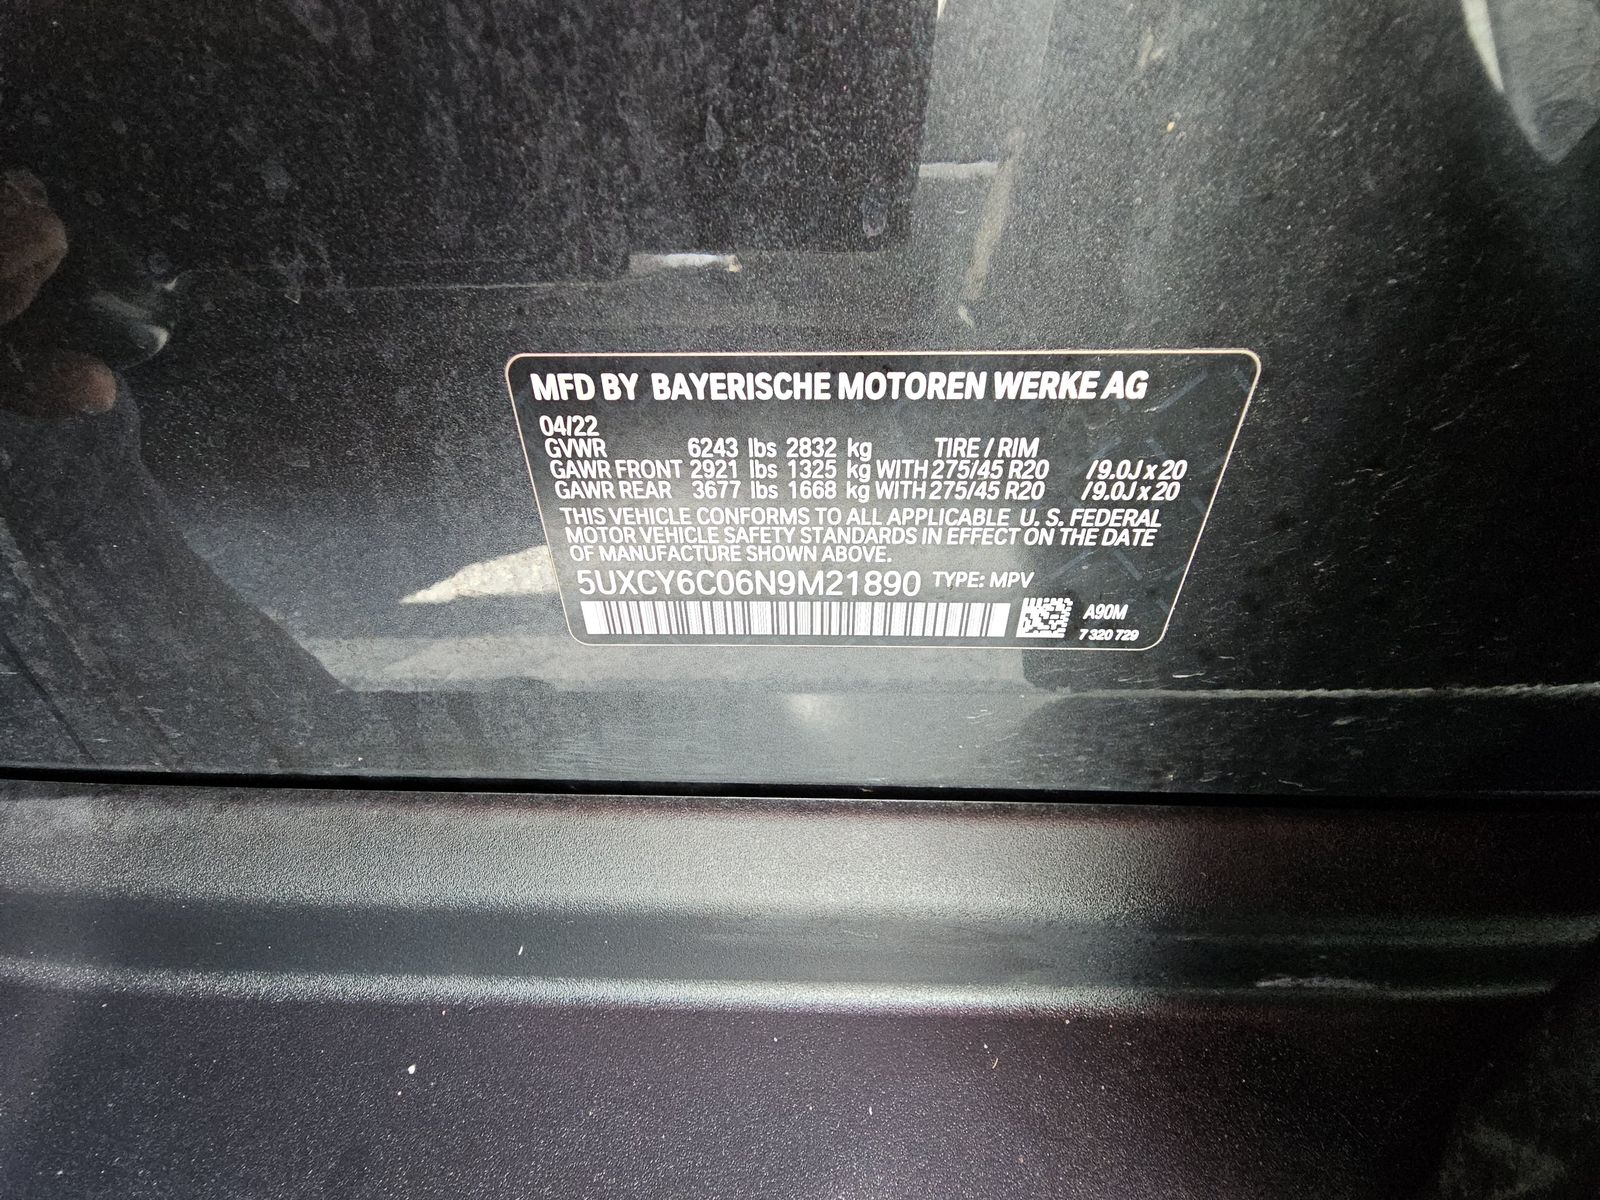 MFD BY BAYERISCHE MOTOREN WERKE AG
04/22
GVWR 6243 lbs 2832 kg TIRE / RIM
GAWR FRONT 2921 lbs 1325 kg WITH 275/45 R20 /9.0J x 20
GAWR REAR 3677 lbs 1668 kg WITH 275/45 R20 /9.0J x 20
THIS VEHICLE CONFORMS TO ALL APPLICABLE U. S. FEDERAL
MOTOR VEHICLE SAFETY STANDARDS IN EFFECT ON THE DATE
OF MANUFACTURE SHOWN ABOVE.
5UXCY6C06N9M21890 TYPE: MPV
A90M
7 320 729